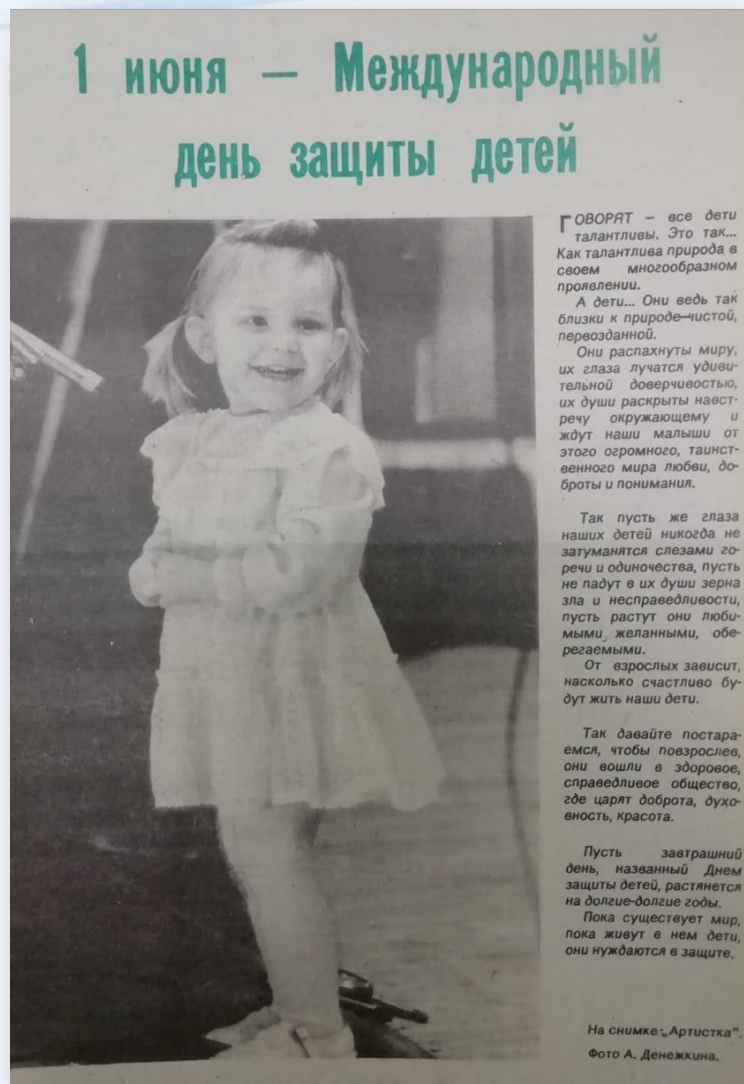 1 июня — Международный
день защиты детей
ГОВОРЯТ — все дети
талантливы. Это так...
Как талантлива природа в
своем многообразном
проявлении.
А дети... Они ведь так
близки к природе—чистой,
первозданной.
Они распахнуты миру,
их глаза лучатся удиви-
тельной доверчивостью,
их души раскрыты навст-
речу окружающему и
ждут наши малыши от
этого огромного, таинст-
венного мира любви, до-
броты и понимания.
Так пусть же глаза
наших детей никогда не
затуманятся слезами го-
речи и одиночества, пусть
не падут в их души зерна
зла и несправедливости,
пусть растут они люби-
мыми, желанными, обе-
регаемыми.
От взрослых зависит,
насколько счастливо бу-
дут жить наши дети.
Так давайте постара-
емся, чтобы повзрослев,
они вошли в здоровое,
справедливое общество,
где царят доброта, духо-
вность, красота.
Пусть завтрашний
день, названный Днем
защиты детей, растянется
на долгие-долгие годы.
Пока существует мир,
пока живут в нем дети,
они нуждаются в защите.
На снимке: „Артистка".
Фото А. Денежкина.